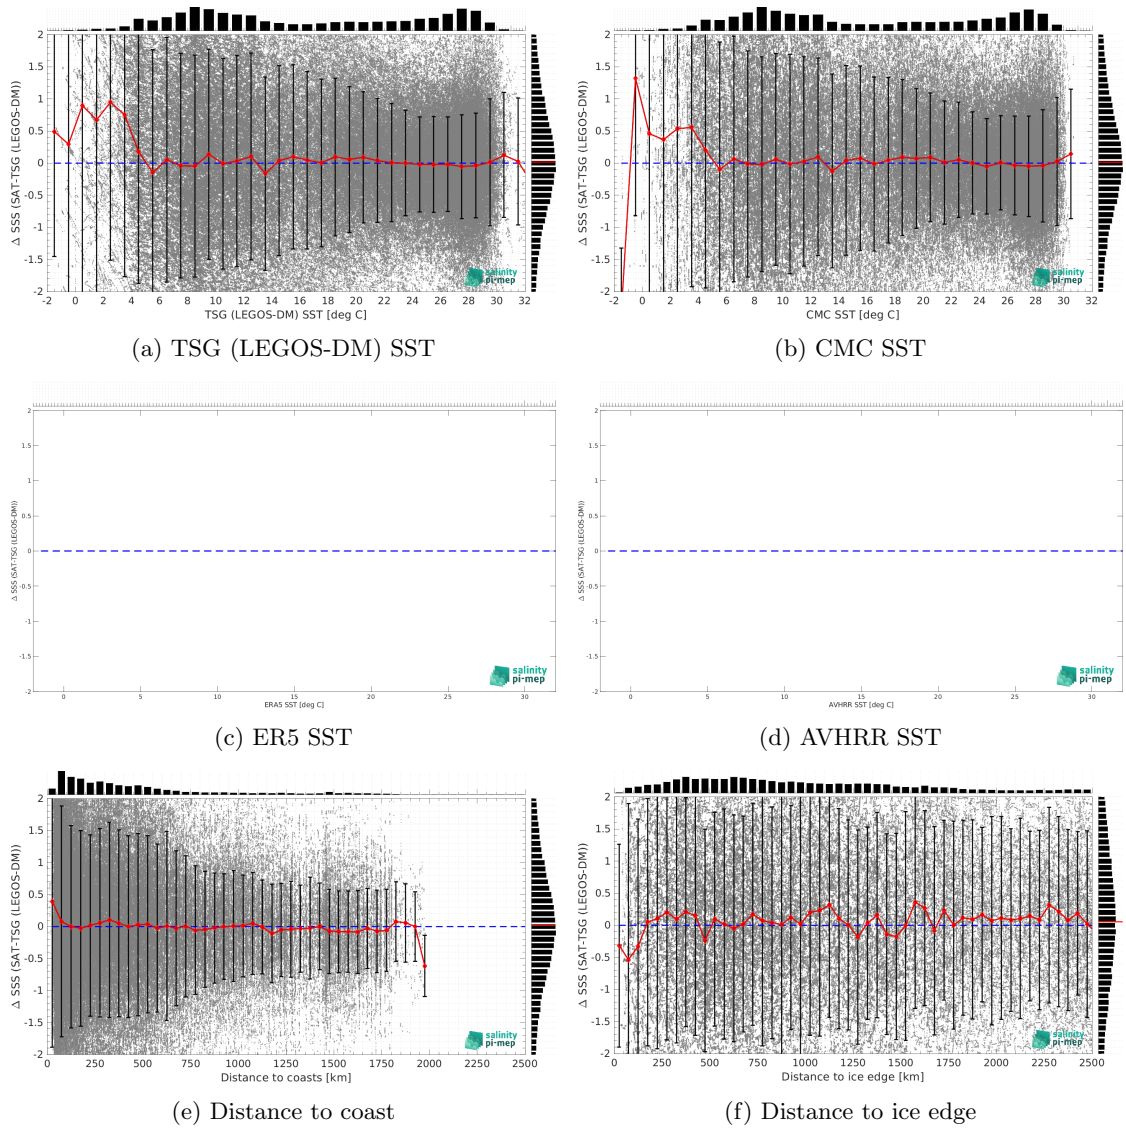 2
1.5
1
0.5
0
-0.5
-1
-1.5
-2
Δ SSS (SAT-TSG (LEGOS-DM))
-2 0 2 4 6 8 10 12 14 16 18 20 22 24 26 28 30 32
TSG (LEGOS-DM) SST [deg C]
salinity
pi-mep
(a) TSG (LEGOS-DM) SST
2
1.5
1
0.5
0
-0.5
-1
-1.5
-2
Δ SSS (SAT-TSG (LEGOS-DM))
-2 0 2 4 6 8 10 12 14 16 18 20 22 24 26 28 30 32
CMC SST [deg C]
salinity
pi-mep
(b) CMC SST
2
1.5
1
0.5
0
-0.5
-1
-1.5
-2
Δ SSS (SAT-TSG (LEGOS-DM))
0 5 10 15 20 25 30
ERA5 SST [deg C]
salinity
pi-mep
(c) ER5 SST
2
1.5
1
0.5
0
-0.5
-1
-1.5
-2
Δ SSS (SAT-TSG (LEGOS-DM))
0 5 10 15 20 25 30
AVHRR SST [deg C]
salinity
pi-mep
(d) AVHRR SST
2
1.5
1
0.5
0
-0.5
-1
-1.5
-2
Δ SSS (SAT-TSG (LEGOS-DM))
0 250 500 750 1000 1250 1500 1750 2000 2250 2500
Distance to coasts [km]
salinity
pi-mep
(e) Distance to coast
2
1.5
1
0.5
0
-0.5
-1
-1.5
-2
Δ SSS (SAT-TSG (LEGOS-DM))
0 250 500 750 1000 1250 1500 1750 2000 2250 2500
Distance to ice edge [km]
salinity
pi-mep
(f) Distance to ice edge